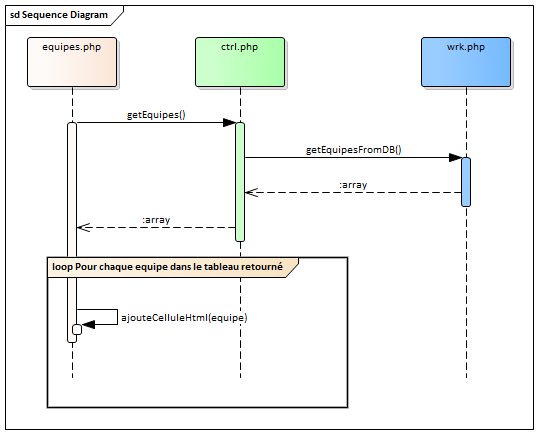 sd Sequence Diagram
equipes.php
ctrl.php
wrk.php
getEquipes()
getEquipesFromDB()
:array
:array
loop Pour chaque equipe dans le tableau retourné
ajouteCelluleHtml(equipe)